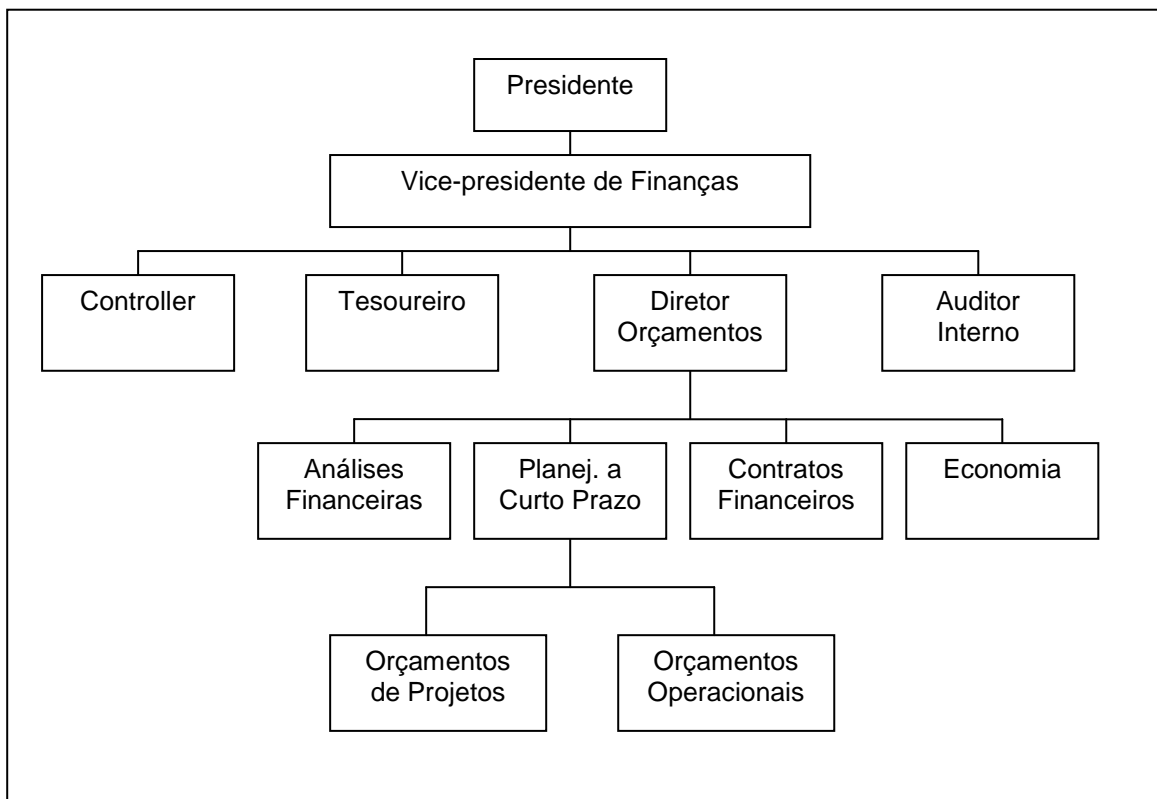 Presidente
Vice-presidente de Finanças
Controller
Tesoureiro
Diretor
Orçamentos
Auditor
Interno
Análises
Financeiras
Planej. a
Curto Prazo
Contratos
Financeiros
Economia
Orçamentos
de Projetos
Orçamentos
Operacionais